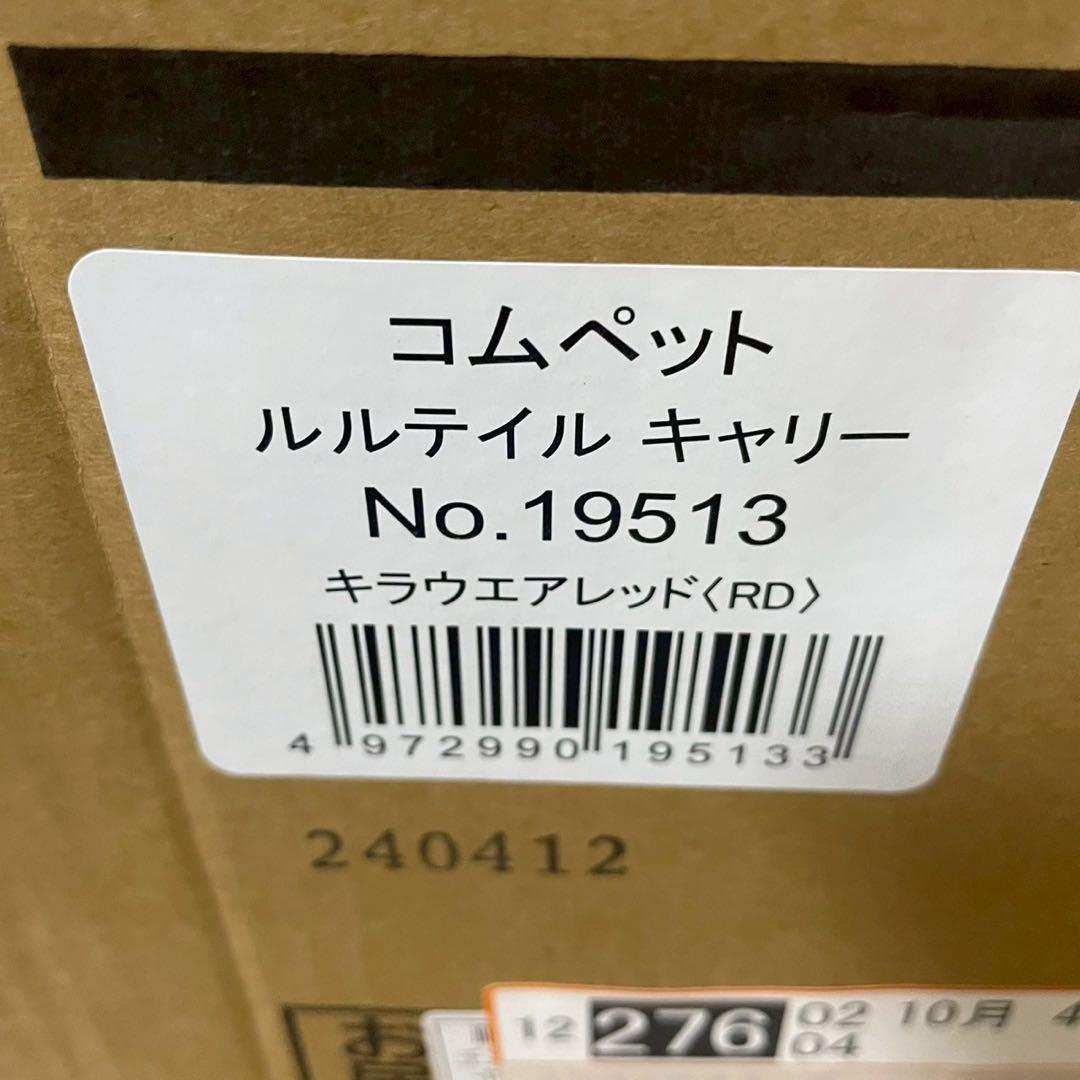 コムペット
ルルテイル キャリー
No.19513
キラウエアレッド〈RD〉
4 972990 195133
240412
12 276 02 10月 4
04
お